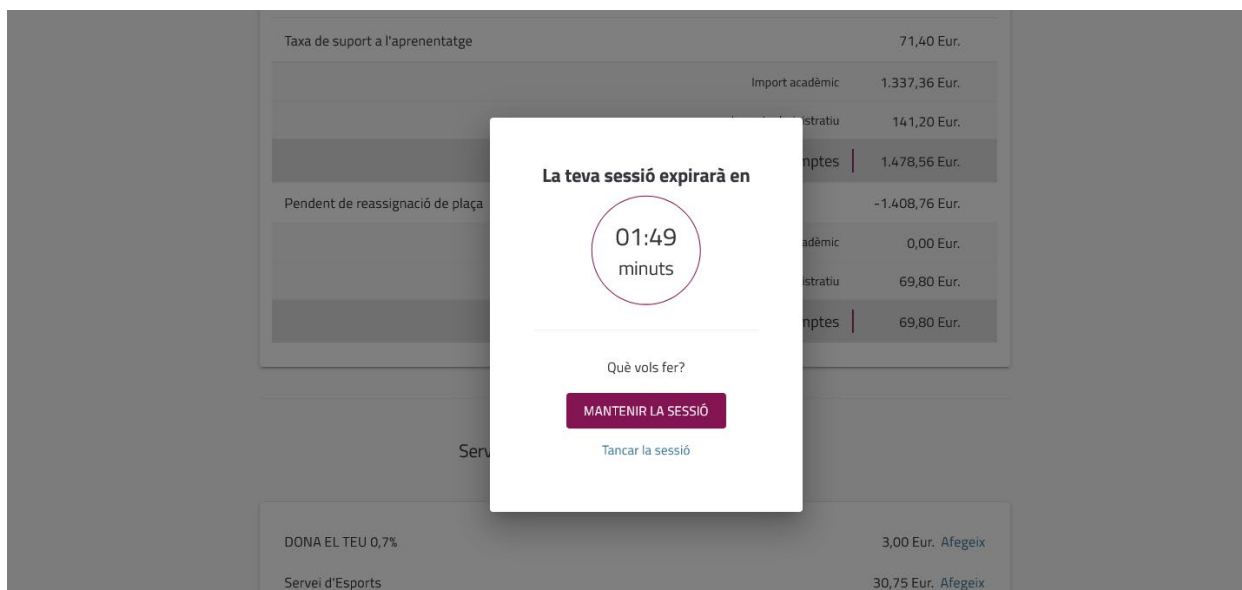 Taxa de suport a l'aprenentatge 71,40 Eur.
Import acadèmic 1.337,36 Eur.
141,20 Eur.
1.478,56 Eur.
Pendent de reassignació de plaça -1.408,76 Eur.
0,00 Eur.
69,80 Eur.
69,80 Eur.
La teva sessió expirarà en
01:49
minuts
Què vols fer?
MANTENIR LA SESSIÓ
Tancar la sessió
DONA EL TEU 0,7% 3,00 Eur. Afegeix
Servei d'Esports 30,75 Eur. Afegeix